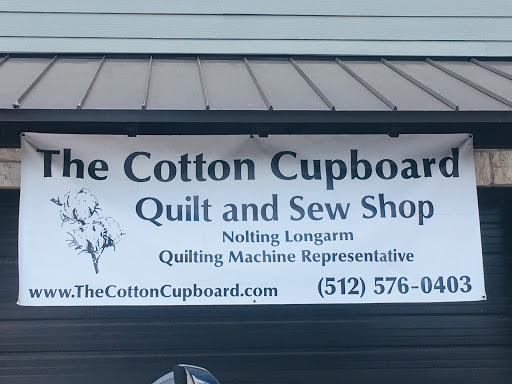 The Cotton Cupboard
Quilt and Sew Shop
Nolting Longarm
Quilting Machine Representative
www.TheCottonCupboard.com (512) 576-0403